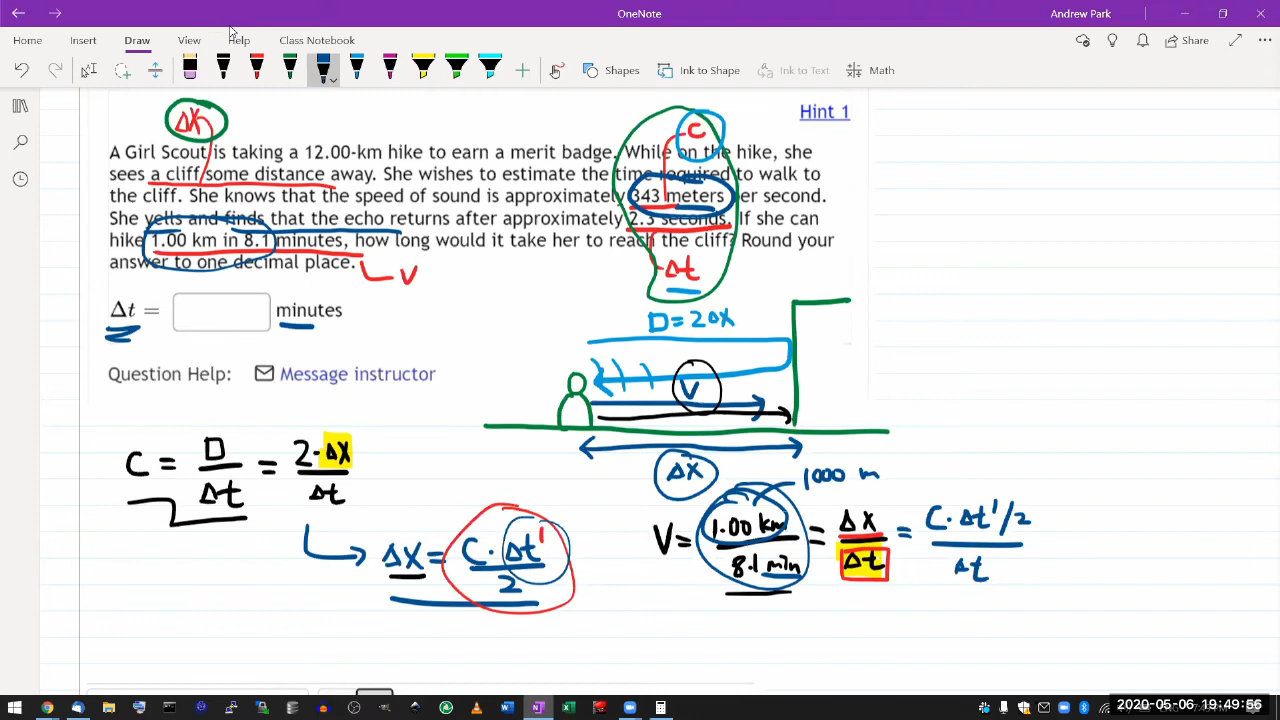 OneNote
Andrew Park
Home Insert Draw View Help Class Notebook
Share
Shapes Ink to Shape Ink to Text Math
Hint 1
Δx
C
A Girl Scout is taking a 12.00-km hike to earn a merit badge. While on the hike, she
sees a cliff some distance away. She wishes to estimate the time required to walk to
the cliff. She knows that the speed of sound is approximately 343 meters per second.
She yells and finds that the echo returns after approximately 2.3 seconds. If she can
hike 1.00 km in 8.1 minutes, how long would it take her to reach the cliff? Round your
answer to one decimal place.
V
Δt
Δt = minutes
D = 2Δx
V
Question Help: Message instructor
C = D/Δt = 2·Δx/Δt
Δx
1000 m
Δx = C·Δt'/2
V = 1.00 km/8.1 min = Δx/Δt = C·Δt'/2/Δt
2020-05-06 19:49:56